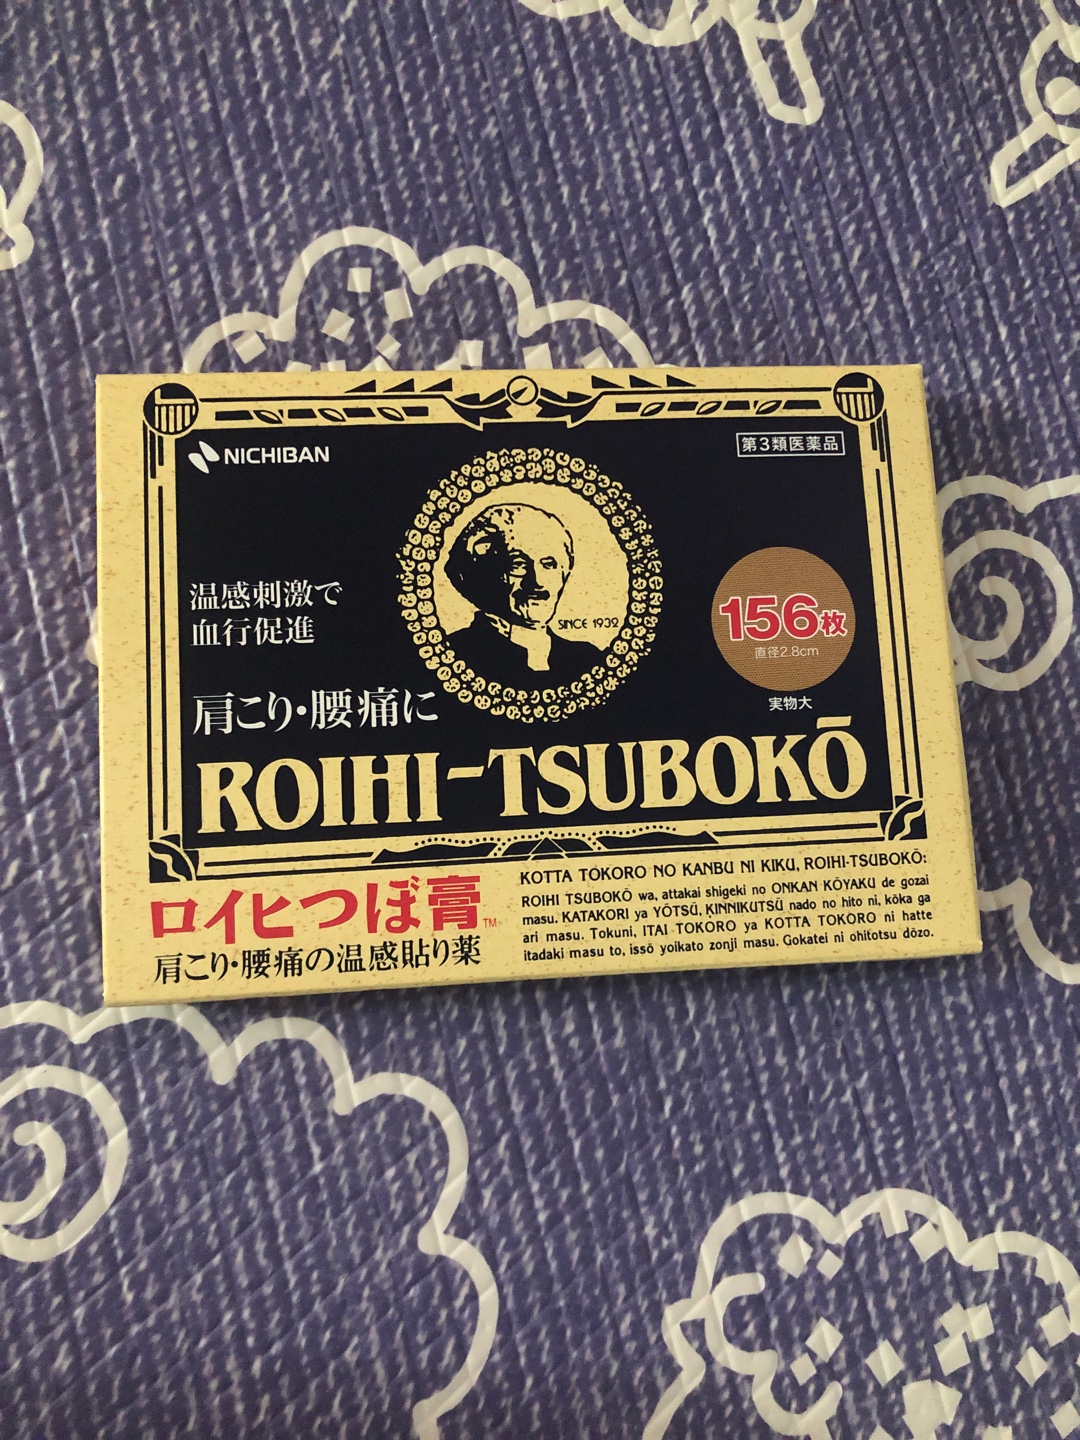 NICHIBAN
第3類医薬品
温感刺激で
血行促進
SINCE 1932
156枚
直径2.8cm
実物大
肩こり・腰痛に
ROIHI-TSUBOKŌ
ロイヒつぼ膏™
肩こり・腰痛の温感貼り薬
KOTTA TOKORO NO KANBU NI KIKU, ROIHI-TSUBOKŌ:
ROIHI TSUBOKŌ wa, attakai shigeki no ONKAN KŌYAKU de gozai
masu. KATAKORI ya YŌTSŪ, KINNIKUTSŪ nado no hito ni, kōka ga
ari masu. Tokuni, ITAI TOKORO ya KOTTA TOKORO ni hatte
itadaki masu to, issō yoikato zonji masu. Gokatei ni ohitotsu dōzo.